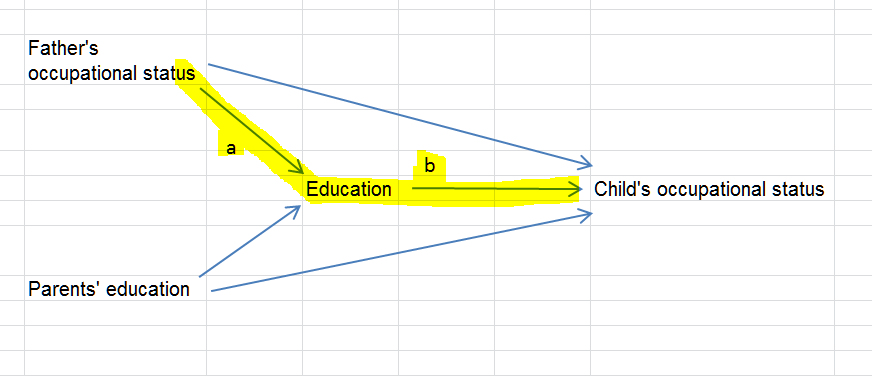 Father's
occupational status
a
b
Education
Child's occupational status
Parents' education